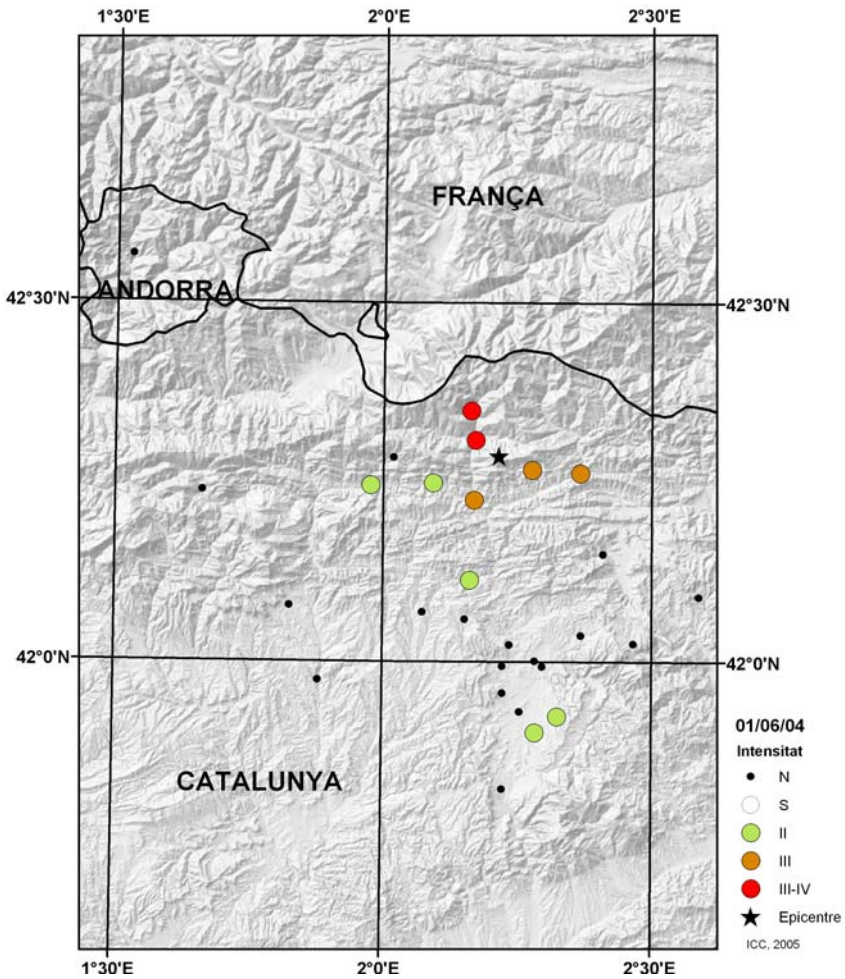 1°30'E 2°0'E 2°30'E
FRANÇA
ANDORRA
42°30'N 42°30'N
42°0'N 42°0'N
CATALUNYA
01/06/04
Intensitat
N
S
II
III
III-IV
Epicentre
ICC, 2005
1°30'E 2°0'E 2°30'E